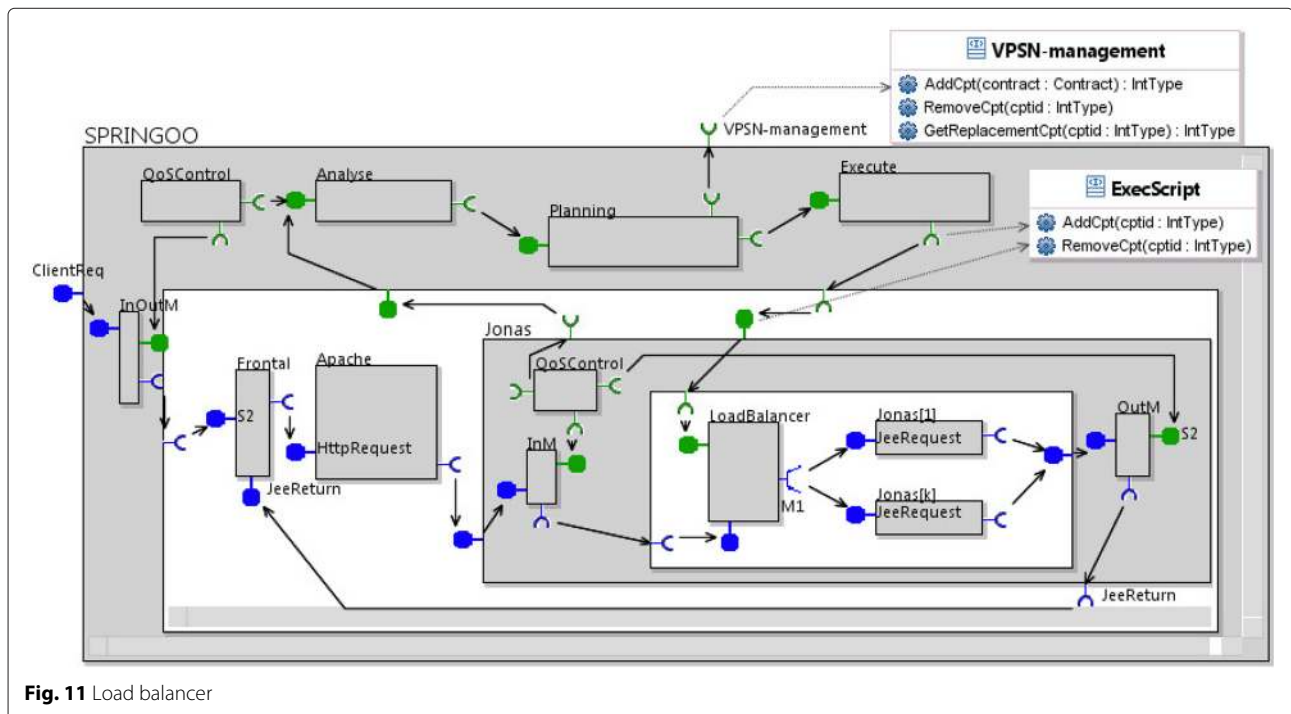 VPSN-management
AddCpt(contract : Contract) : IntType
RemoveCpt(cptid : IntType)
GetReplacementCpt(cptid : IntType) : IntType
VPSN-management
SPRINGOO
QoSControl
Analyse
Planning
Execute
ExecScript
AddCpt(cptid : IntType)
RemoveCpt(cptid : IntType)
ClientReq
InOutM
Jonas
Frontal
S2
Apache
HttpRequest
JeeReturn
QoSControl
InM
LoadBalancer
M1
Jonas[1]
JeeRequest
Jonas[k]
JeeRequest
OutM
S2
JeeReturn
Fig. 11 Load balancer